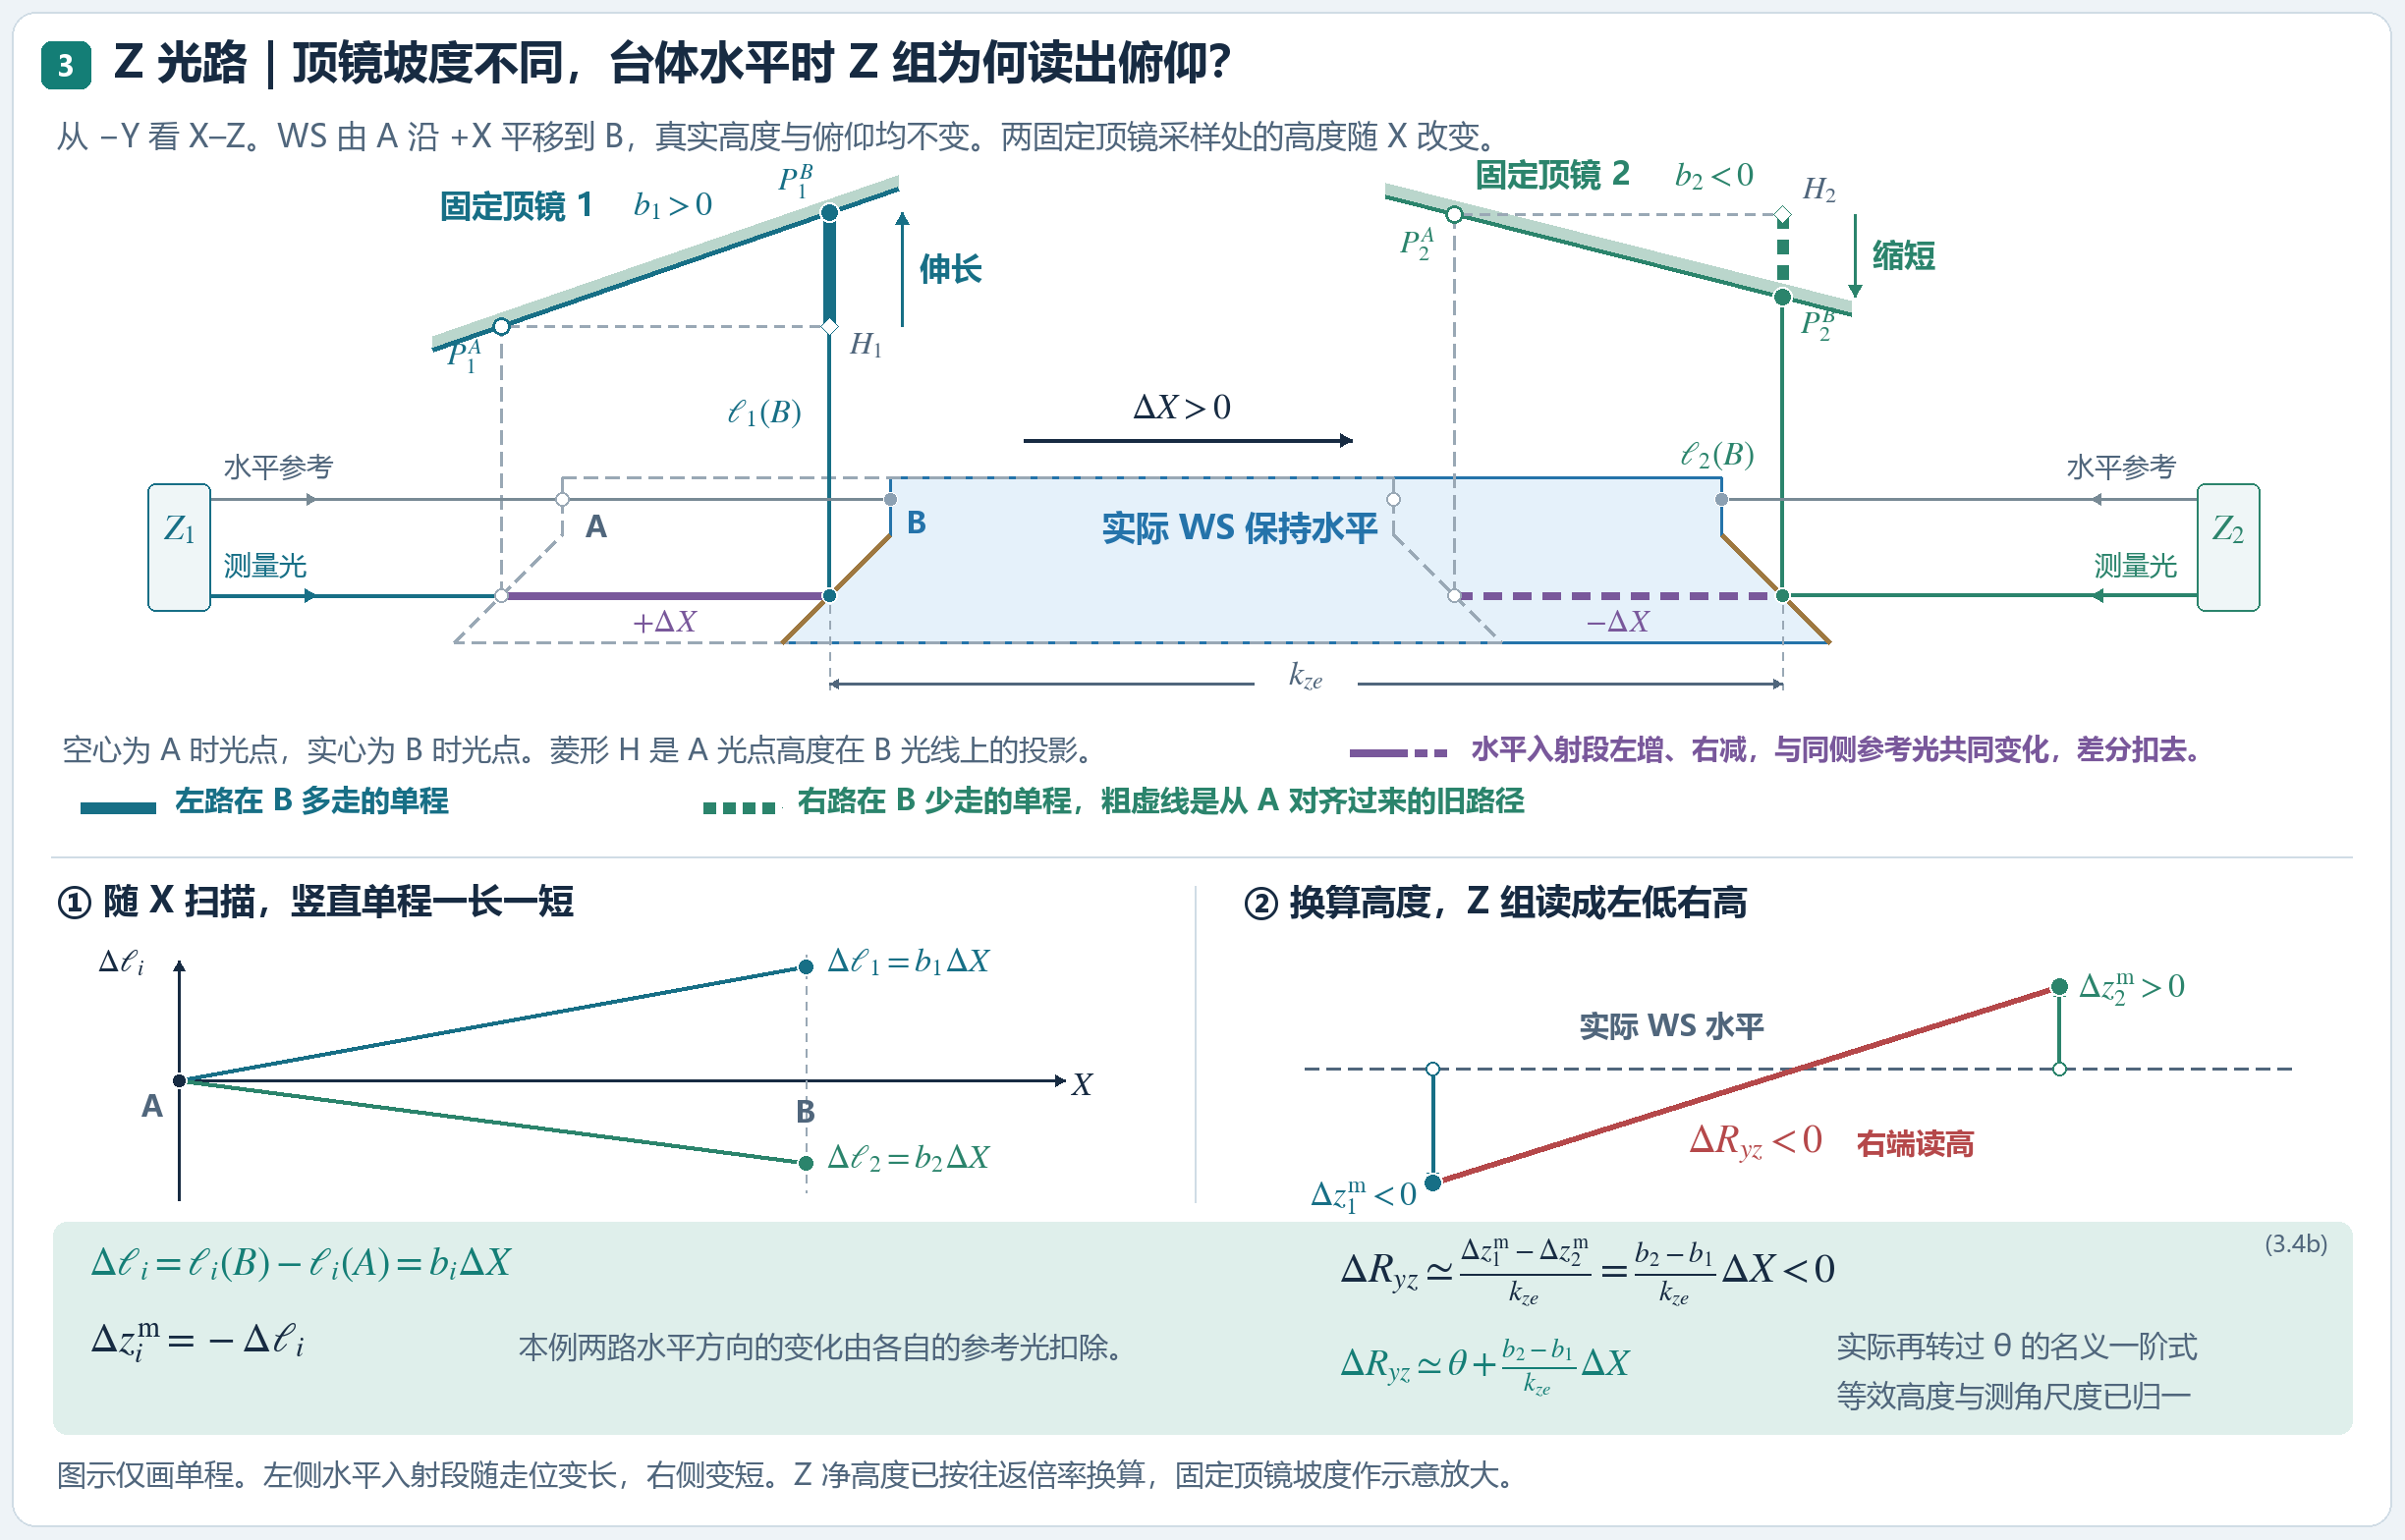 3 Z 光路 | 顶镜坡度不同，台体水平时 Z 组为何读出俯仰？
从 −Y 看 X–Z。WS 由 A 沿 +X 平移到 B，真实高度与俯仰均不变。两固定顶镜采样处的高度随 X 改变。
固定顶镜 1 b₁ > 0
P₁ᴮ
固定顶镜 2 b₂ < 0
H₂
P₂ᴬ
缩短
伸长
P₂ᴮ
P₁ᴬ
H₁
ℓ₁(B)
ΔX > 0
ℓ₂(B)
水平参考
水平参考
Z₁
A
B
实际 WS 保持水平
Z₂
测量光
测量光
+ΔX
−ΔX
k_ze
空心为 A 时光点，实心为 B 时光点。菱形 H 是 A 光点高度在 B 光线上的投影。
水平入射段左增、右减，与同侧参考光共同变化，差分扣去。
左路在 B 多走的单程
右路在 B 少走的单程，粗虚线是从 A 对齐过来的旧路径
① 随 X 扫描，竖直单程一长一短
Δℓᵢ
Δℓ₁ = b₁ΔX
X
A
B
Δℓ₂ = b₂ΔX
② 换算高度，Z 组读成左低右高
Δz₂ᵐ > 0
实际 WS 水平
ΔR_yz < 0 右端读高
Δz₁ᵐ < 0
Δℓᵢ = ℓᵢ(B) − ℓᵢ(A) = bᵢΔX
Δzᵢᵐ = − Δℓᵢ
本例两路水平方向的变化由各自的参考光扣除。
ΔR_yz ≃ (Δz₁ᵐ − Δz₂ᵐ)/k_ze = (b₂ − b₁)/k_ze ΔX < 0
(3.4b)
ΔR_yz ≃ θ + (b₂ − b₁)/k_ze ΔX
实际再转过 θ 的名义一阶式
等效高度与测角尺度已归一
图示仅画单程。左侧水平入射段随走位变长，右侧变短。Z 净高度已按往返倍率换算，固定顶镜坡度作示意放大。